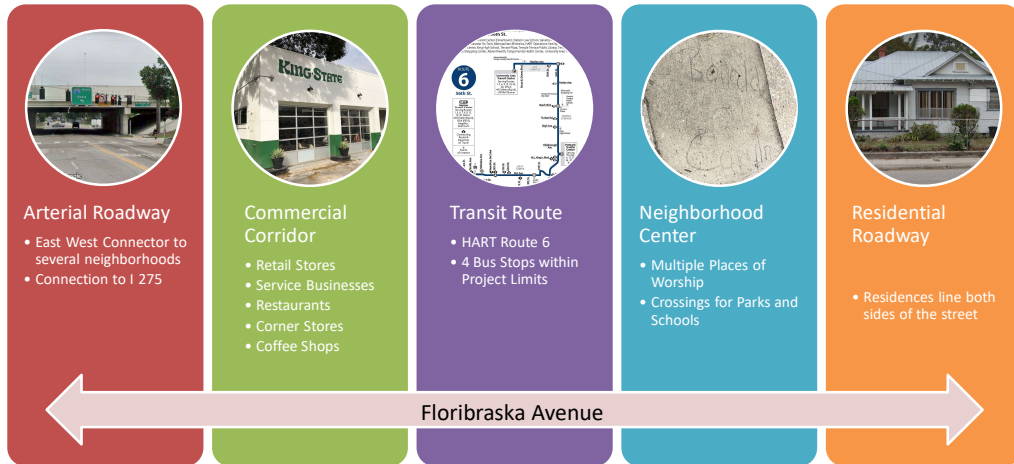 KING STATE
ROUTE
6
56th St.
Arterial Roadway
• East West Connector to
several neighborhoods
• Connection to I 275
Commercial
Corridor
• Retail Stores
• Service Businesses
• Restaurants
• Corner Stores
• Coffee Shops
Transit Route
• HART Route 6
• 4 Bus Stops within
Project Limits
Neighborhood
Center
• Multiple Places of
Worship
• Crossings for Parks and
Schools
Residential
Roadway
• Residences line both
sides of the street
Floribraska Avenue